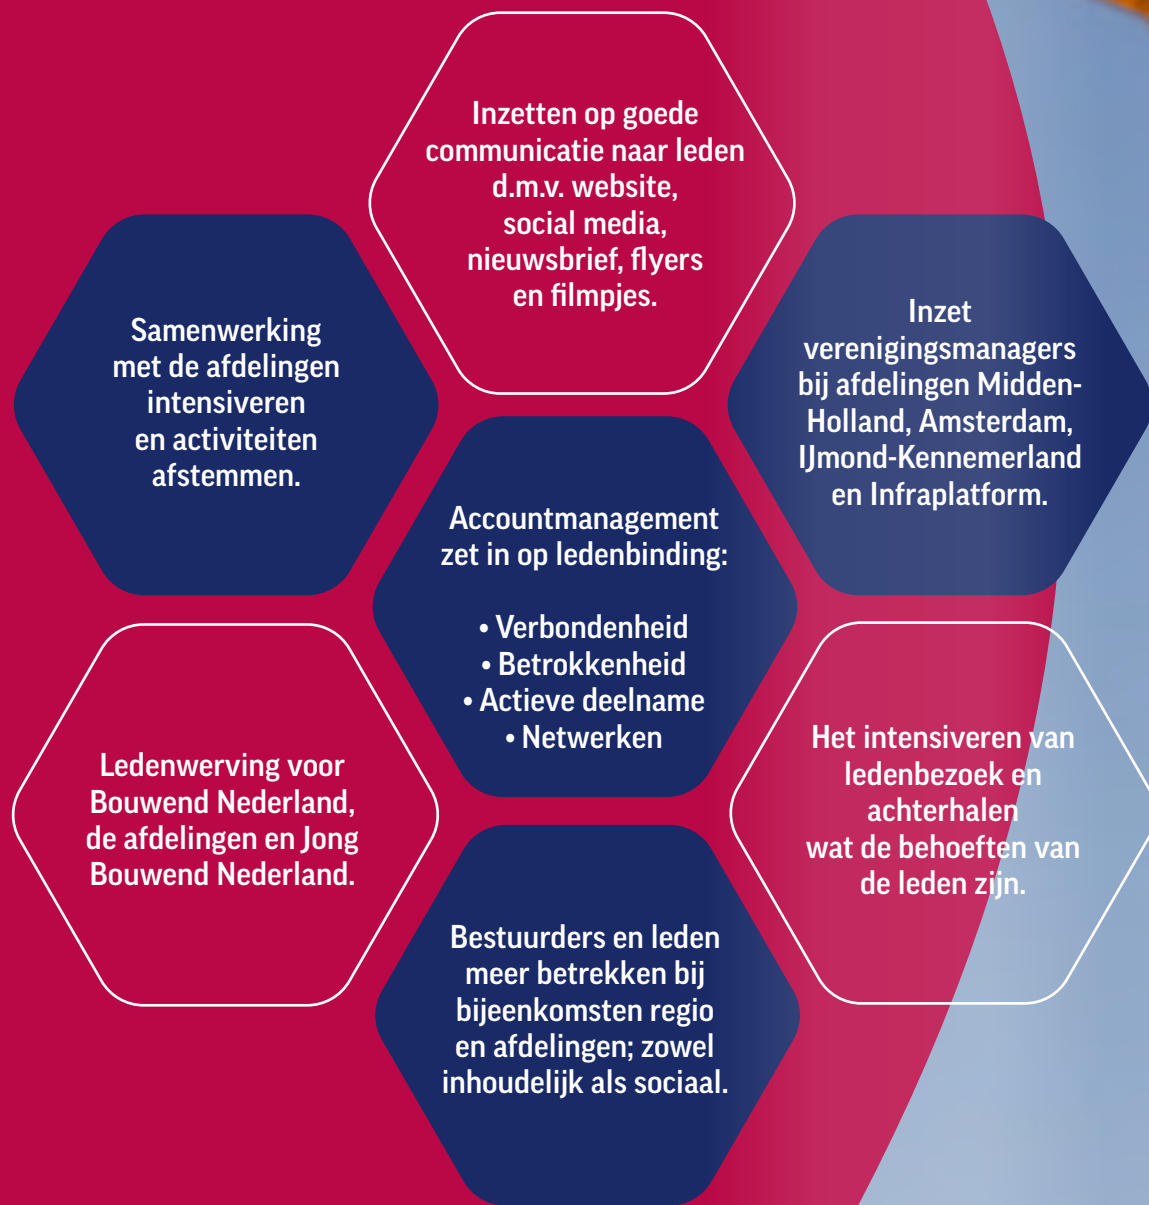 Inzetten op goede
communicatie naar leden
d.m.v. website,
social media,
nieuwsbrief, flyers
en filmpjes.
Samenwerking
met de afdelingen
intensiveren
en activiteiten
afstemmen.
Inzet
verenigingsmanagers
bij afdelingen Midden-
Holland, Amsterdam,
IJmond-Kennemerland
en Infraplatform.
Accountmanagement
zet in op ledenbinding:
• Verbondenheid
• Betrokkenheid
• Actieve deelname
• Netwerken
Ledenwerving voor
Bouwend Nederland,
de afdelingen en Jong
Bouwend Nederland.
Het intensiveren van
ledenbezoek en
achterhalen
wat de behoeften van
de leden zijn.
Bestuurders en leden
meer betrekken bij
bijeenkomsten regio
en afdelingen; zowel
inhoudelijk als sociaal.